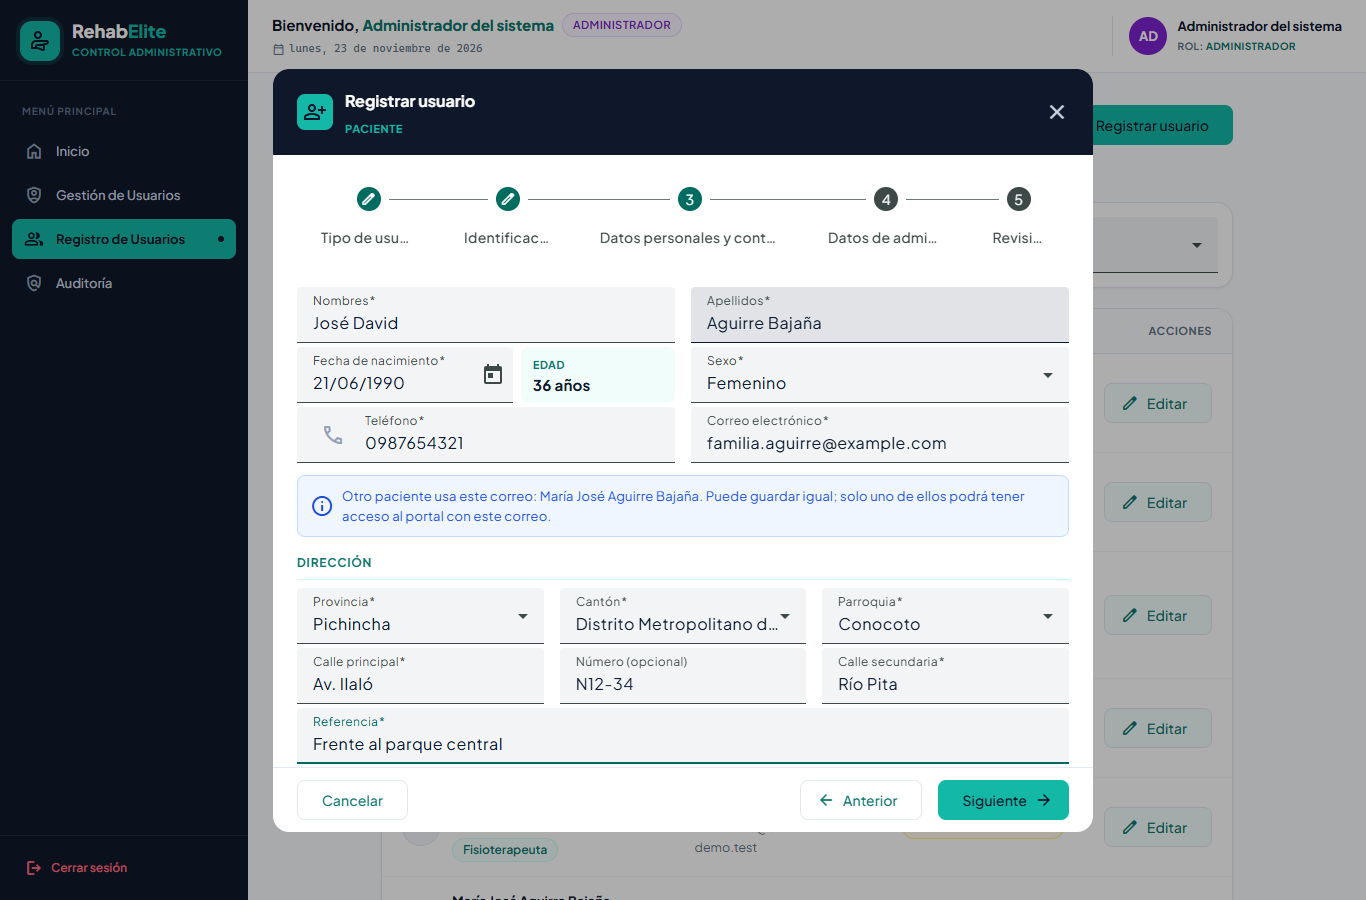 RehabElite
CONTROL ADMINISTRATIVO
MENÚ PRINCIPAL
Inicio
Gestión de Usuarios
Registro de Usuarios
Auditoría
Cerrar sesión
Bienvenido, Administrador del sistema ADMINISTRADOR
lunes, 23 de noviembre de 2026
AD
Administrador del sistema
ROL: ADMINISTRADOR
Registrar usuario
Registrar usuario
PACIENTE
3
4
5
Tipo de usu...
Identificac...
Datos personales y cont...
Datos de admi...
Revisi...
Nombres*
José David
Apellidos*
Aguirre Bajaña
Fecha de nacimiento*
21/06/1990
EDAD
36 años
Sexo*
Femenino
Teléfono*
0987654321
Correo electrónico*
familia.aguirre@example.com
Otro paciente usa este correo: María José Aguirre Bajaña. Puede guardar igual; solo uno de ellos podrá tener
acceso al portal con este correo.
DIRECCIÓN
Provincia*
Pichincha
Cantón*
Distrito Metropolitano d...
Parroquia*
Conocoto
Calle principal*
Av. Ilaló
Número (opcional)
N12-34
Calle secundaria*
Río Pita
Referencia*
Frente al parque central
Cancelar
Anterior
Siguiente
ACCIONES
Editar
Editar
Editar
Editar
Editar
Fisioterapeuta
demo.test
María José Aguirre Bajaña